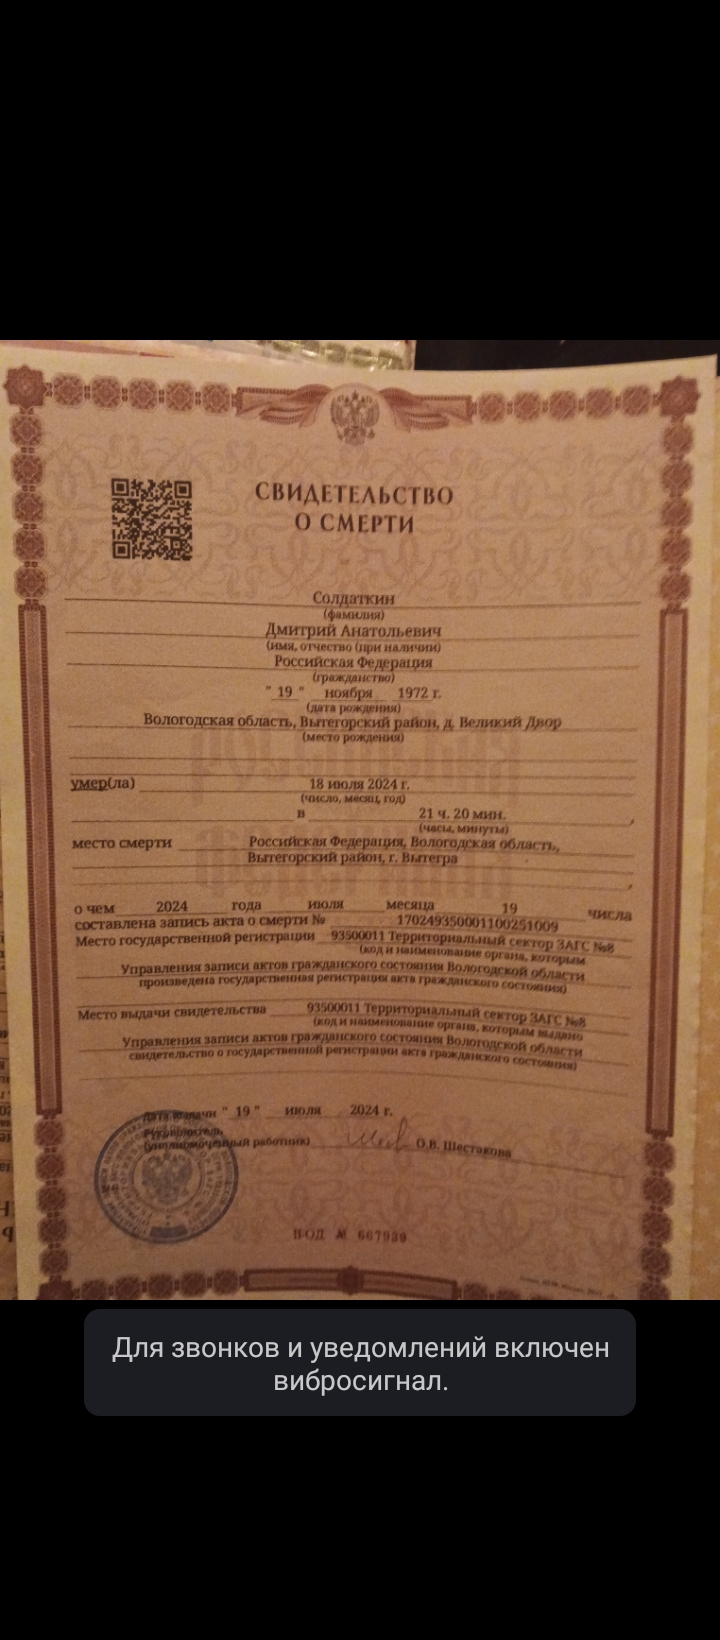 СВИДЕТЕЛЬСТВО
О СМЕРТИ
Солдаткин
(фамилия)
Дмитрий Анатольевич
(имя, отчество (при наличии)
Российская Федерация
(гражданство)
" 19 " ноября 1972 г.
(дата рождения)
Вологодская область, Вытегорский район, д. Великий Двор
(место рождения)
умер(ла) 18 июля 2024 г.
(число, месяц, год)
в 21 ч. 20 мин. ,
(часы, минуты)
место смерти Российская Федерация, Вологодская область,
Вытегорский район, г. Вытегра
,
о чем 2024 года июля месяца 19 числа
составлена запись акта о смерти № 170249350001100251009
Место государственной регистрации 93500011 Территориальный сектор ЗАГС №8
(код и наименование органа, которым
Управления записи актов гражданского состояния Вологодской области
произведена государственная регистрация акта гражданского состояния)
Место выдачи свидетельства 93500011 Территориальный сектор ЗАГС №8
(код и наименование органа, которым выдано
Управления записи актов гражданского состояния Вологодской области
свидетельство о государственной регистрации акта гражданского состояния)
Дата выдачи " 19 " июля 2024 г.
Руководитель
(уполномоченный работник) О.В. Шестакова
II-ОД № 667939
Для звонков и уведомлений включен
вибросигнал.